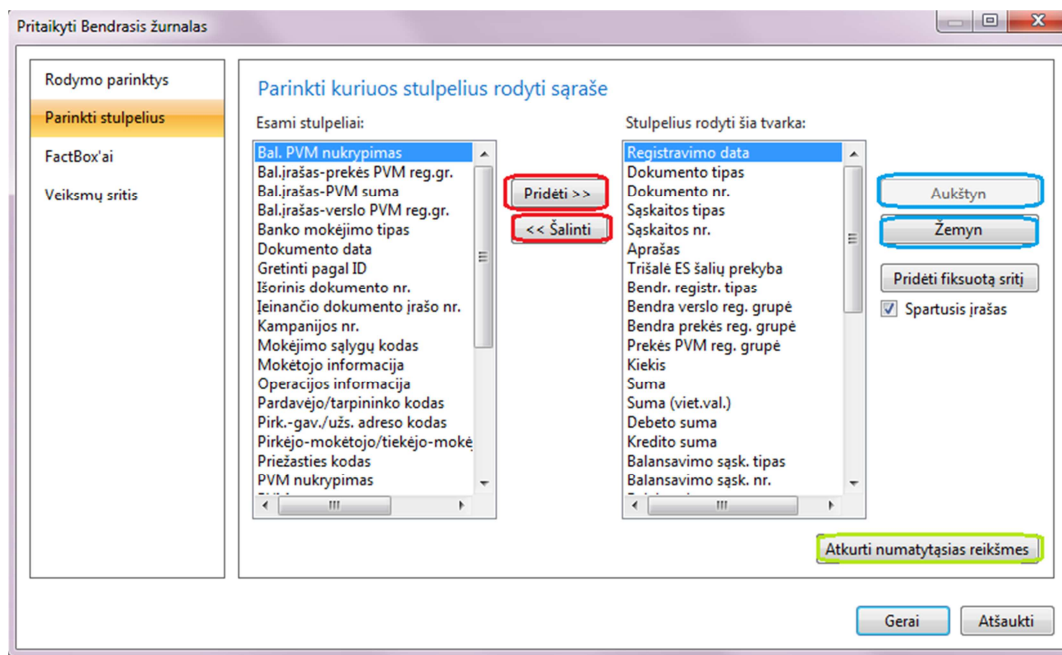 Pritaikyti Bendrasis žurnalas
Rodymo parinktys
Parinkti stulpelius
FactBox'ai
Veiksmų sritis
Parinkti kuriuos stulpelius rodyti sąraše
Esami stulpeliai:
Bal. PVM nukrypimas
Bal.įrašas-prekės PVM reg.gr.
Bal.įrašas-PVM suma
Bal.įrašas-verslo PVM reg.gr.
Banko mokėjimo tipas
Dokumento data
Gretinti pagal ID
Išorinis dokumento nr.
Įeinančio dokumento įrašo nr.
Kampanijos nr.
Mokėjimo sąlygų kodas
Mokėtojo informacija
Operacijos informacija
Pardavėjo/tarpininko kodas
Pirk.-gav./užs. adreso kodas
Pirkėjo-mokėtojo/tiekėjo-mokė
Priežasties kodas
PVM nukrypimas
Pridėti >>
<< Šalinti
Stulpelius rodyti šia tvarka:
Registravimo data
Dokumento tipas
Dokumento nr.
Sąskaitos tipas
Sąskaitos nr.
Aprašas
Trišalė ES šalių prekyba
Bendr. registr. tipas
Bendra verslo reg. grupė
Bendra prekės reg. grupė
Prekės PVM reg. grupė
Kiekis
Suma
Suma (viet.val.)
Debeto suma
Kredito suma
Balansavimo sąsk. tipas
Balansavimo sąsk. nr.
Aukštyn
Žemyn
Pridėti fiksuotą sritį
Spartusis įrašas
Atkurti numatytąsias reikšmes
Gerai
Atšaukti